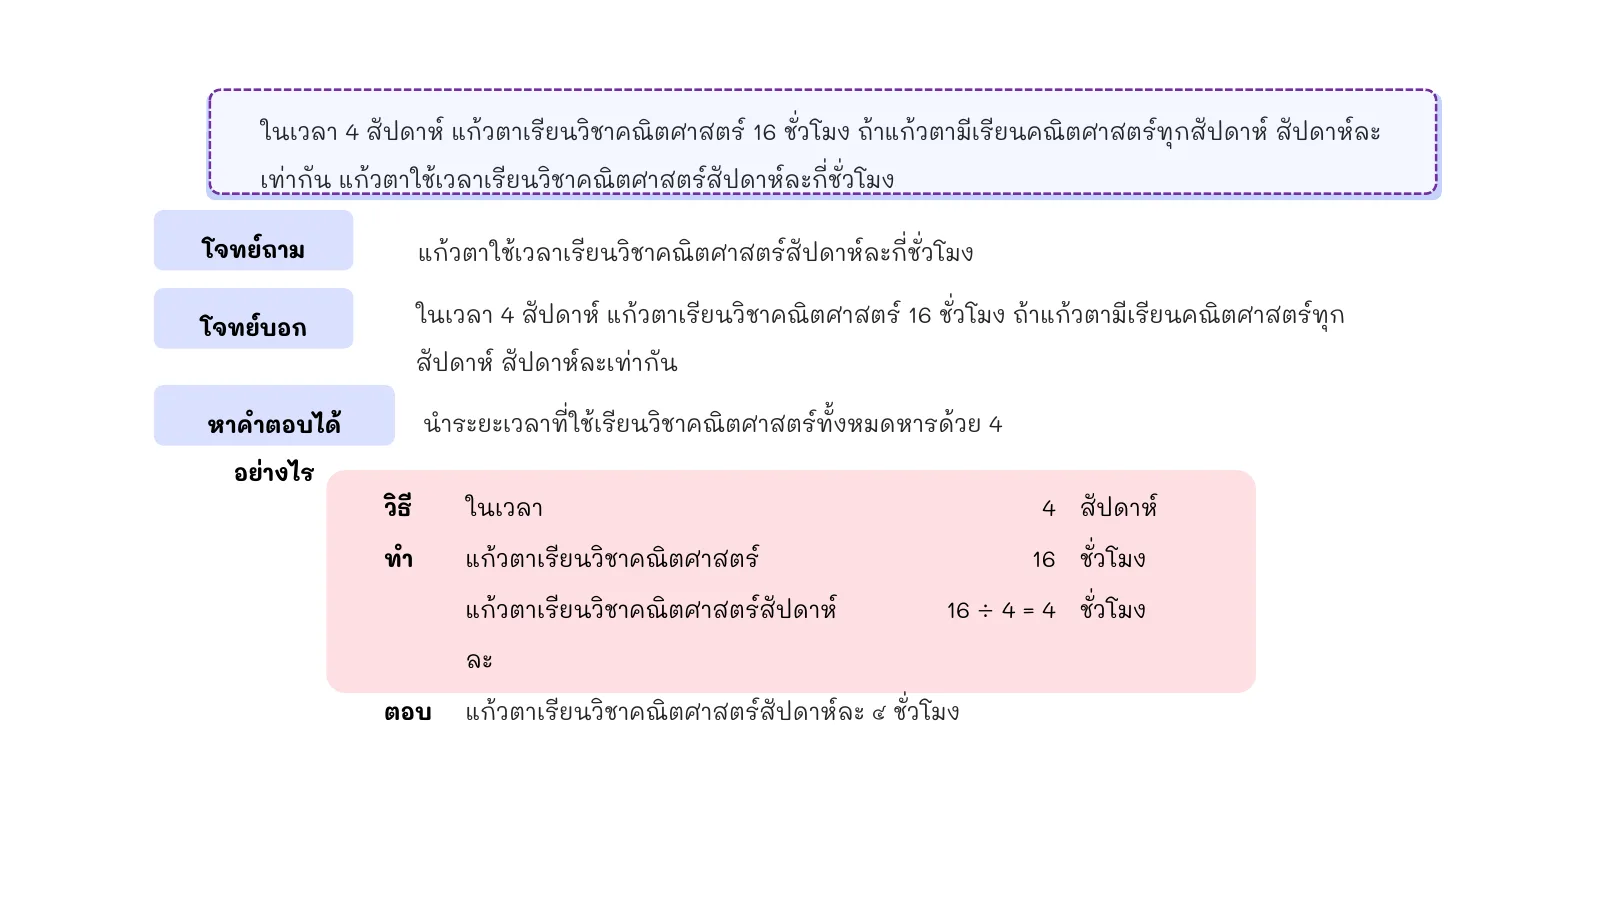 ในเวลา 4 สัปดาห์ แก้วตาเรียนวิชาคณิตศาสตร์ 16 ชั่วโมง ถ้าแก้วตามีเรียนคณิตศาสตร์ทุกสัปดาห์ สัปดาห์ละ
เท่ากัน แก้วตาใช้เวลาเรียนวิชาคณิตศาสตร์สัปดาห์ละกี่ชั่วโมง
โจทย์ถาม แก้วตาใช้เวลาเรียนวิชาคณิตศาสตร์สัปดาห์ละกี่ชั่วโมง
โจทย์บอก ในเวลา 4 สัปดาห์ แก้วตาเรียนวิชาคณิตศาสตร์ 16 ชั่วโมง ถ้าแก้วตามีเรียนคณิตศาสตร์ทุก
สัปดาห์ สัปดาห์ละเท่ากัน
หาคำตอบได้ นำระยะเวลาที่ใช้เรียนวิชาคณิตศาสตร์ทั้งหมดหารด้วย 4
อย่างไร
วิธี ในเวลา 4 สัปดาห์
ทำ แก้วตาเรียนวิชาคณิตศาสตร์ 16 ชั่วโมง
แก้วตาเรียนวิชาคณิตศาสตร์สัปดาห์ 16 ÷ 4 = 4 ชั่วโมง
ละ
ตอบ แก้วตาเรียนวิชาคณิตศาสตร์สัปดาห์ละ ๔ ชั่วโมง